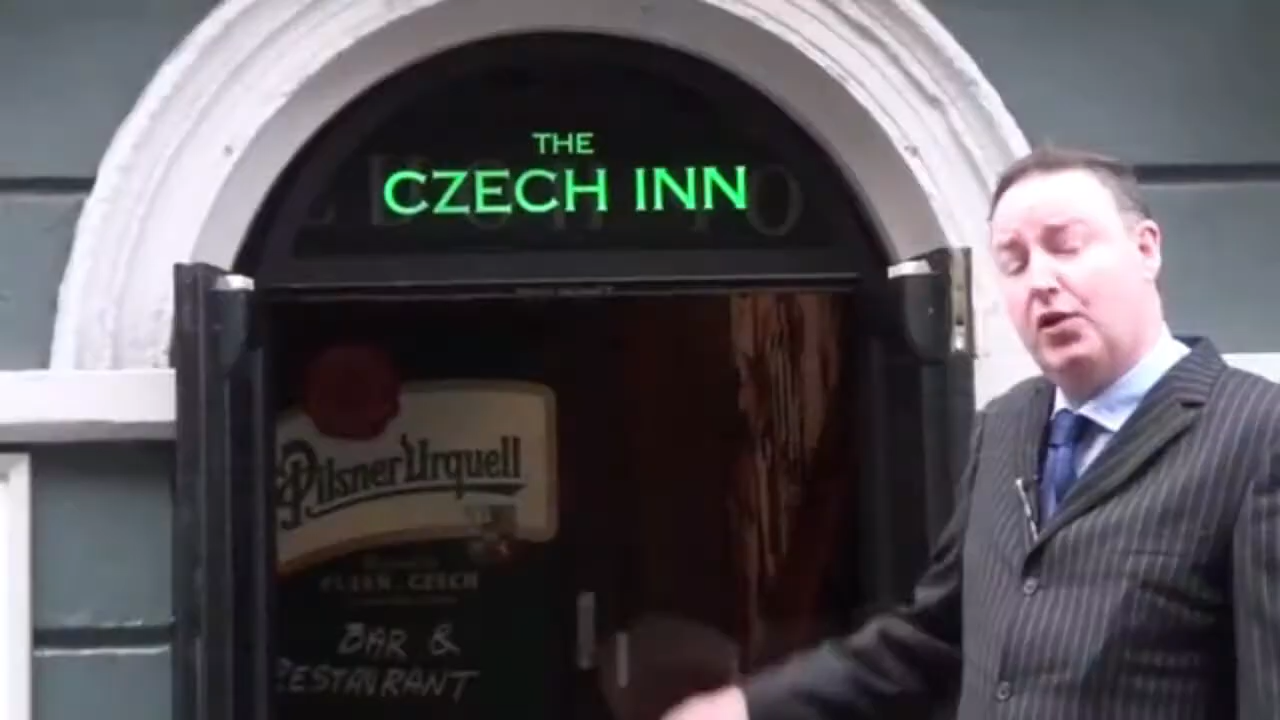 THE
CZECH INN
Pilsner Urquell
PLZEN - CZECH
BAR &
RESTAURANT